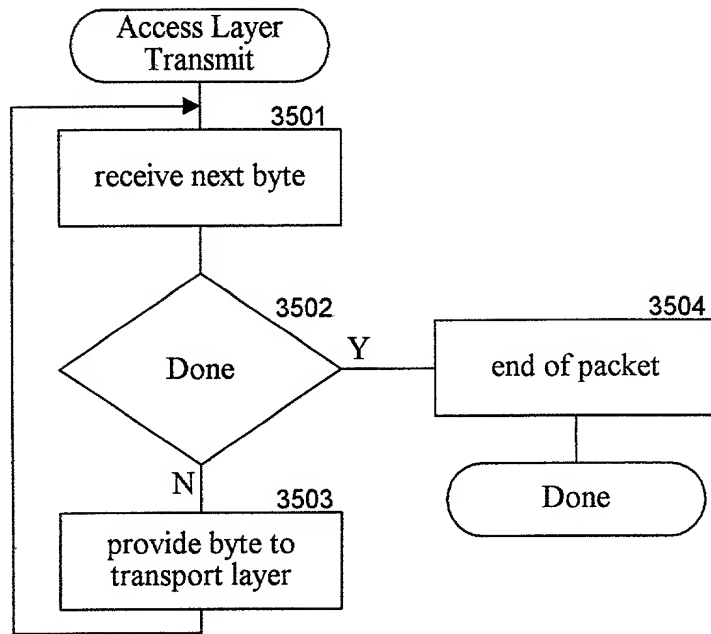 Access Layer
Transmit
3501
receive next byte
3502
Done
Y
3504
end of packet
Done
N
3503
provide byte to
transport layer